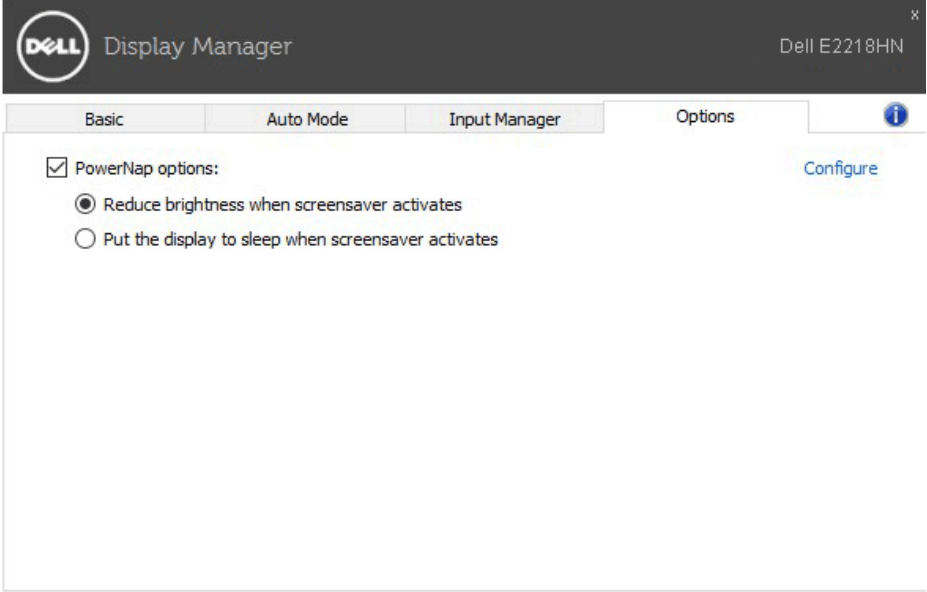 DELL Display Manager
x
Dell E2218HN
Basic Auto Mode Input Manager Options i
PowerNap options: Configure
Reduce brightness when screensaver activates
Put the display to sleep when screensaver activates